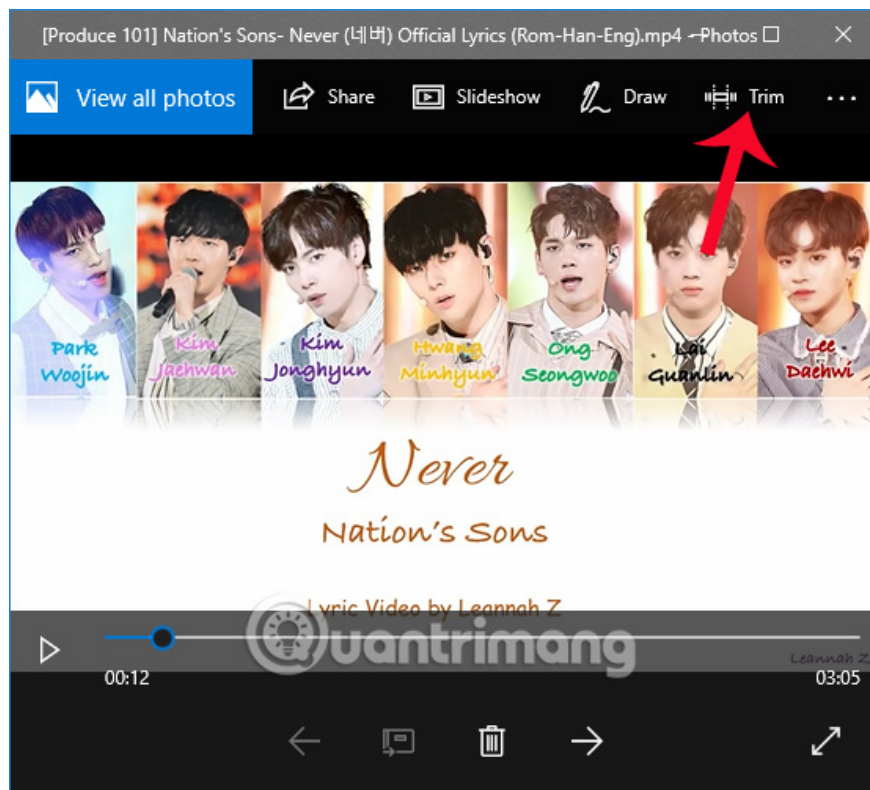 [Produce 101] Nation's Sons- Never (네버) Official Lyrics (Rom-Han-Eng).mp4 - Photos
View all photos
Share
Slideshow
Draw
Trim
Park Woojin
Kim Jaehwan
Kim Jonghyun
Hwang Minhyun
Ong Seongwoo
Lai Guanlin
Lee Daehwi
Never
Nation's Sons
Lyric Video by Leannah Z
Quantrimang
Leannah Z
00:12
03:05